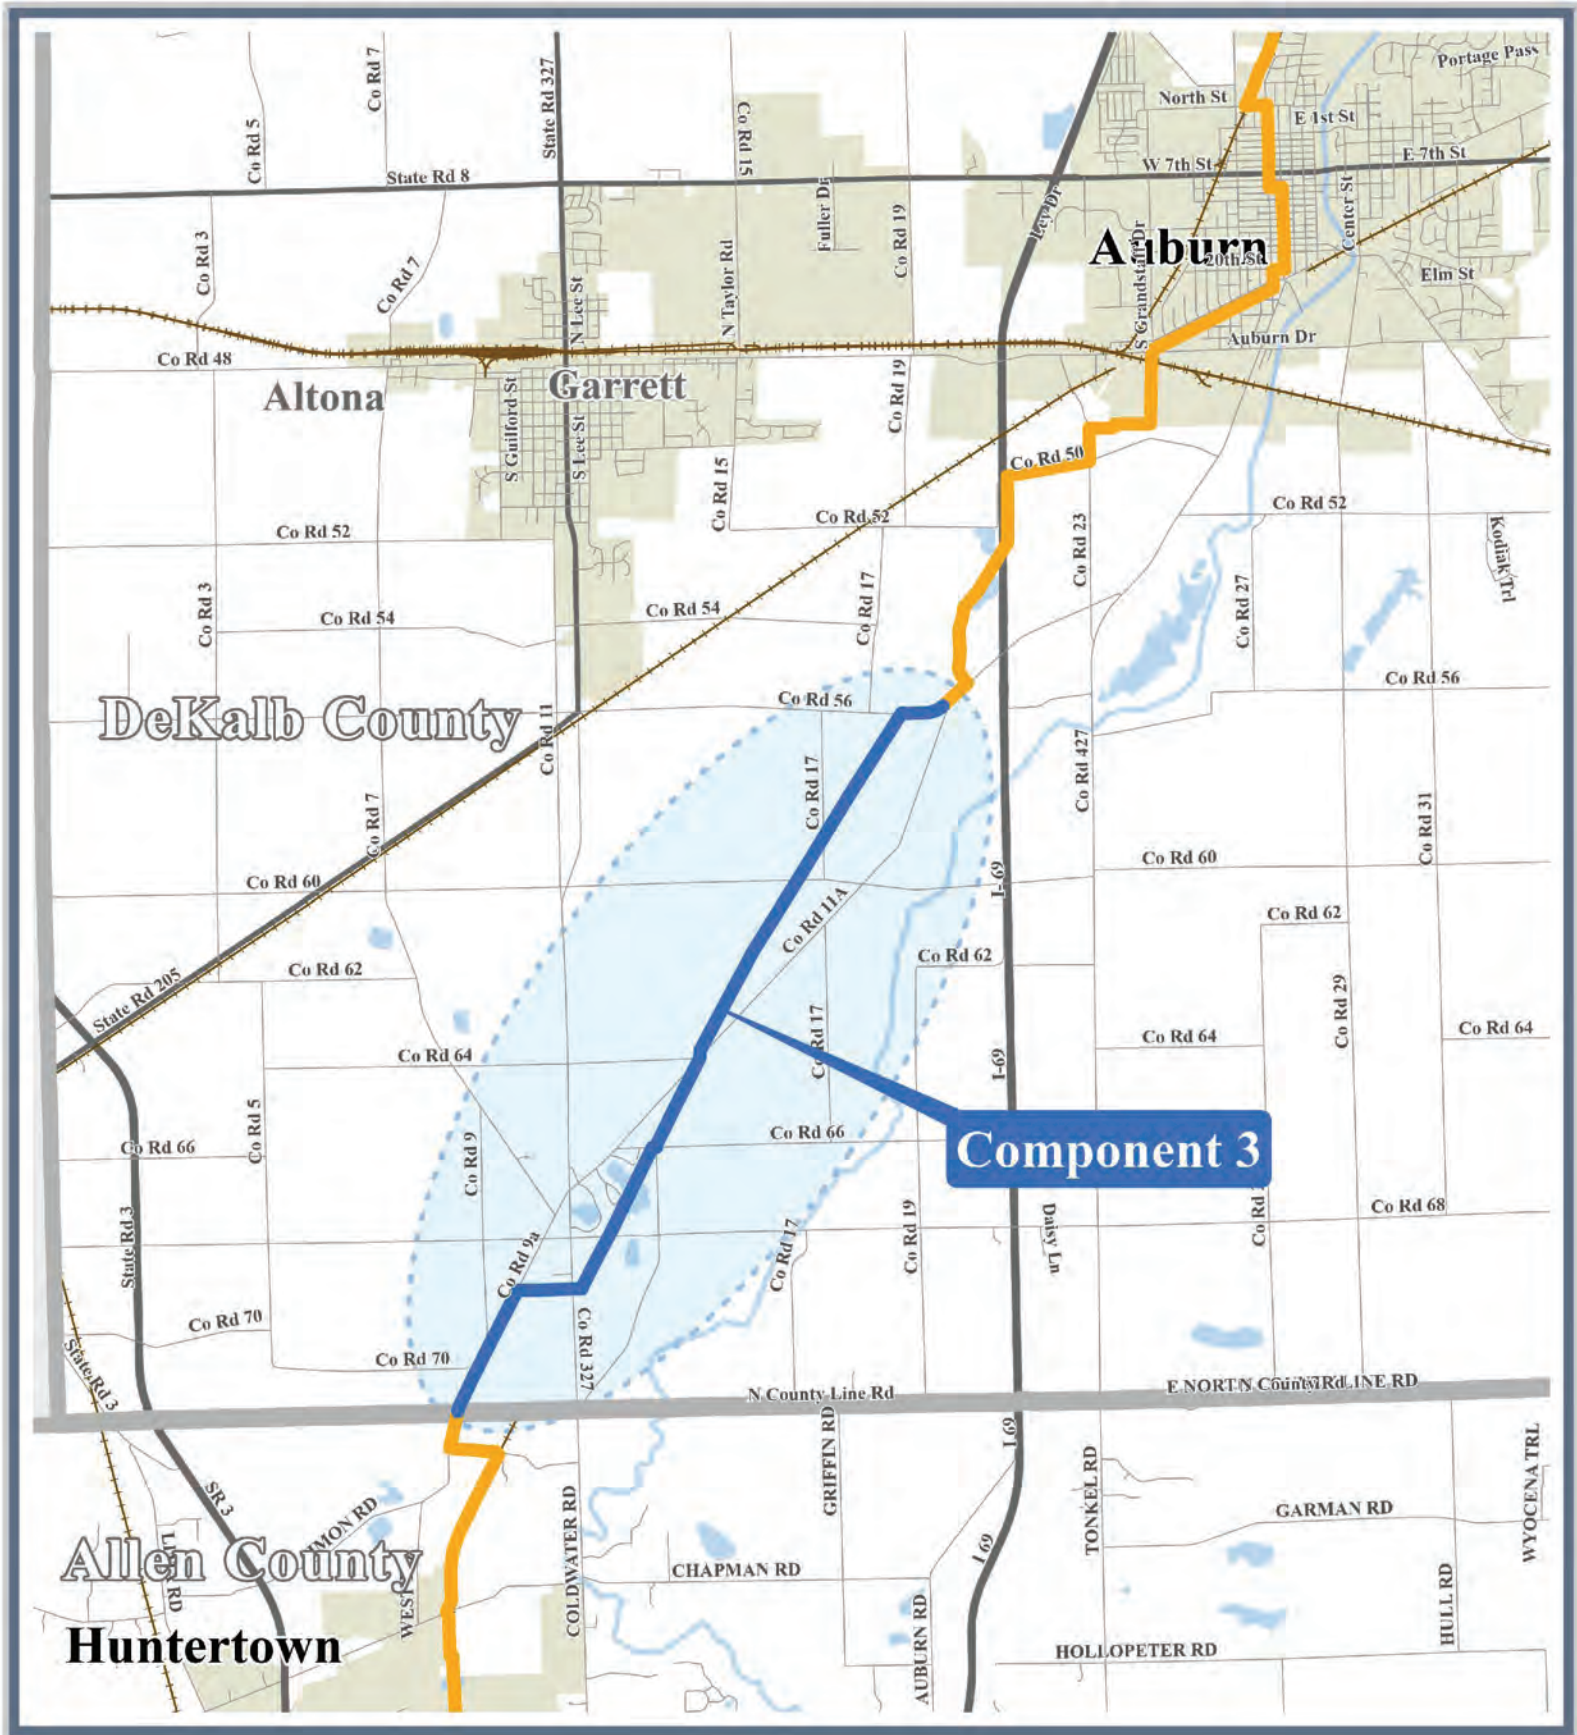 Portage Pass
North St
E 1st St
Co Rd 7
State Rd 327
Co Rd 5
Co Rd 15
W 7th St
E 7th St
State Rd 8
Fuller Dr
Co Rd 19
Ley Dr
Center St
Co Rd 3
Co Rd 7
N Taylor Rd
S Grandstaff Dr
Auburn
20th St
Elm St
N Lee St
Auburn Dr
Co Rd 48
Altona
Garrett
Co Rd 19
S Guilford St
S Lee St
Co Rd 50
Co Rd 15
Co Rd 52
Co Rd 52
Co Rd 52
Co Rd 23
Kodiak Trl
Co Rd 3
Co Rd 54
Co Rd 54
Co Rd 17
Co Rd 27
DeKalb County
Co Rd 11
Co Rd 56
Co Rd 56
Co Rd 17
Co Rd 427
Co Rd 7
Co Rd 31
Co Rd 60
Co Rd 60
I-69
Co Rd 11A
Co Rd 62
Co Rd 62
Co Rd 62
State Rd 205
Co Rd 17
Co Rd 29
Co Rd 64
Co Rd 64
Co Rd 64
I-69
Co Rd 5
Co Rd 66
Co Rd 9
Co Rd 66
Component 3
State Rd 3
Co Rd 9a
Co Rd 17
Co Rd 19
Daisy Ln
Co Rd
Co Rd 68
Co Rd 70
Co Rd 70
Co Rd 327
State Rd 3
N County Line Rd
SR 3
GRIFFIN RD
I 69
TONKEL RD
GARMAN RD
WYOCENA TRL
Allen County
COLDWATER RD
CHAPMAN RD
I 69
WEST
RD
Huntertown
AUBURN RD
HOLLOPETER RD
HULL RD